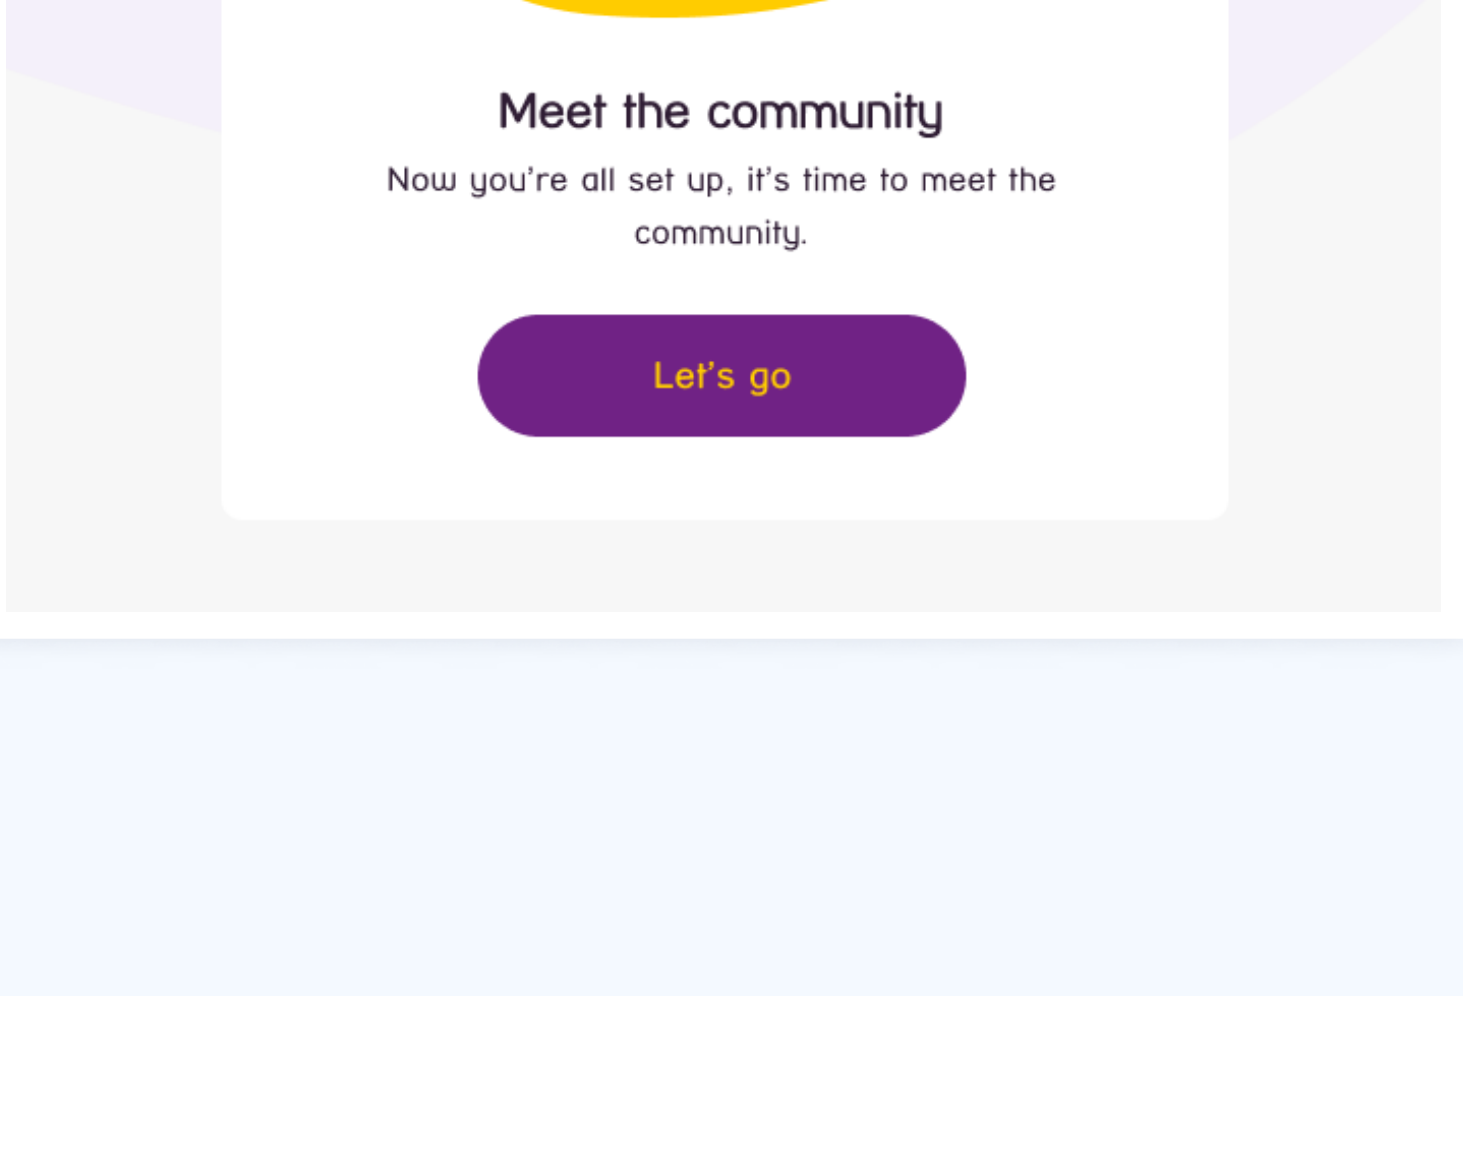 Meet the community
Now you’re all set up, it’s time to meet the
community.
Let’s go